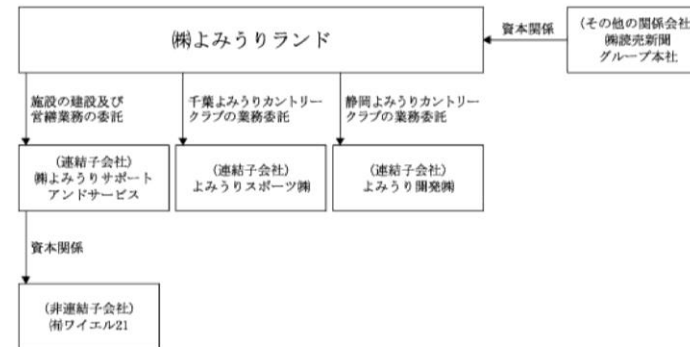 ㈱よみうりランド
資本関係
(その他の関係会社
㈱読売新聞
グループ本社
施設の建設及び
営繕業務の委託
千葉よみうりカントリー
クラブの業務委託
静岡よみうりカントリー
クラブの業務委託
(連結子会社)
㈱よみうりサポート
アンドサービス
(連結子会社)
よみうりスポーツ㈱
(連結子会社)
よみうり開発㈱
資本関係
(非連結子会社)
㈲ワイエル21